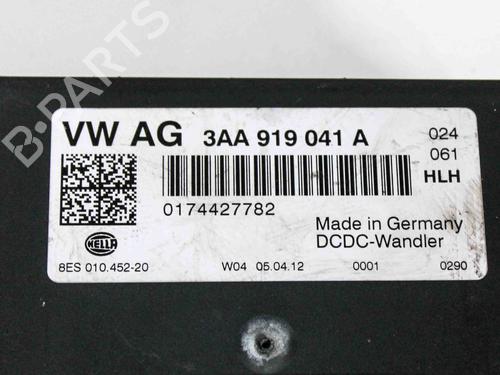 B-PARTS
VW AG 3AA 919 041 A 024
061
HLH
0174427782
Made in Germany
DCDC-Wandler
HELLA
8ES 010.452-20 W04 05.04.12 0001 0290